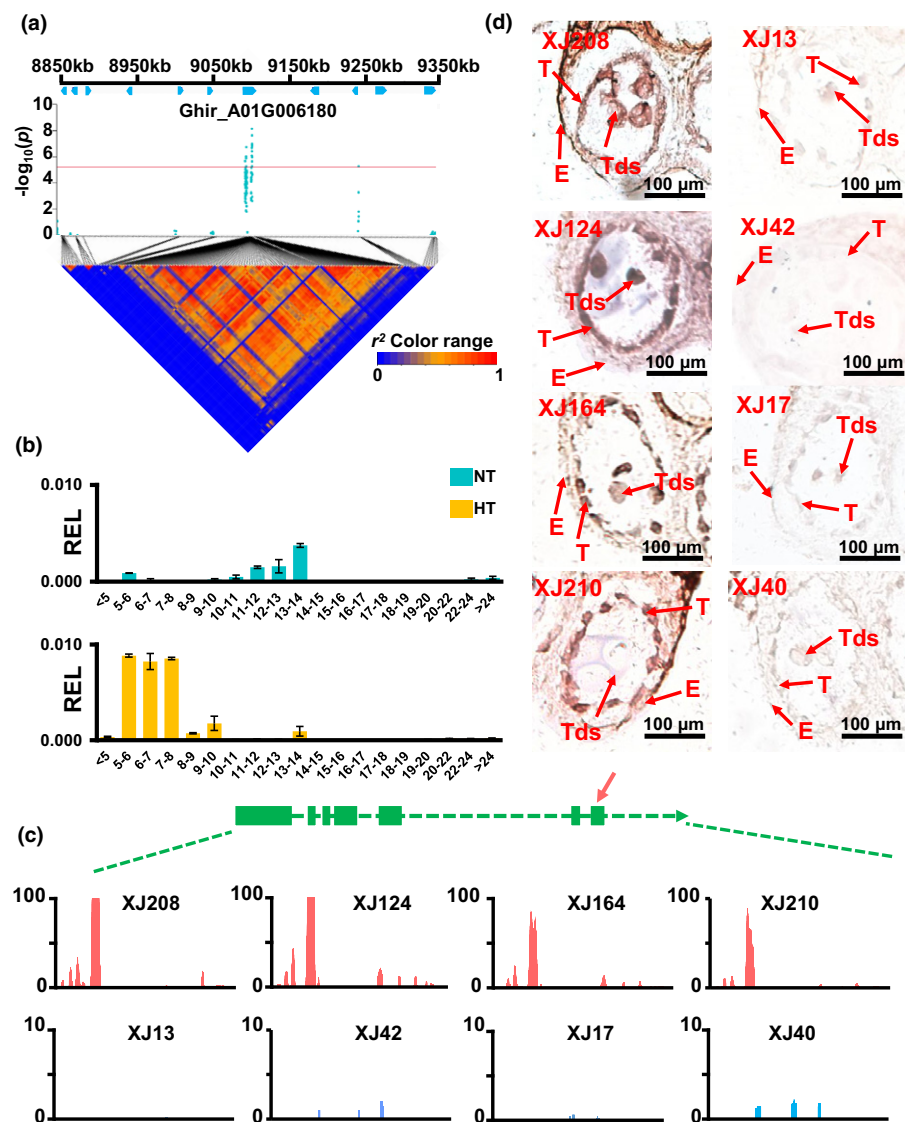 (a)
8850kb 8950kb 9050kb 9150kb 9250kb 9350kb
Ghir_A01G006180
-log10(p)
10
8
6
4
2
0
r² Color range
0 1
(b)
NT
HT
REL
0.010
0.000
<5 5-6 6-7 7-8 8-9 9-10 10-11 11-12 12-13 13-14 14-15 15-16 16-17 17-18 18-19 19-20 20-22 22-24 >24
REL
0.010
0.000
<5 5-6 6-7 7-8 8-9 9-10 10-11 11-12 12-13 13-14 14-15 15-16 16-17 17-18 18-19 19-20 20-22 22-24 >24
(c)
100 XJ208
0
100 XJ124
0
100 XJ164
0
100 XJ210
0
10 XJ13
0
10 XJ42
0
10 XJ17
0
10 XJ40
0
(d)
XJ208
T
Tds
E
100 µm
XJ13
T
Tds
E
100 µm
XJ124
Tds
T
E
100 µm
XJ42
T
E
Tds
100 µm
XJ164
Tds
E
T
100 µm
XJ17
Tds
E
T
100 µm
XJ210
T
E
Tds
100 µm
XJ40
Tds
T
E
100 µm